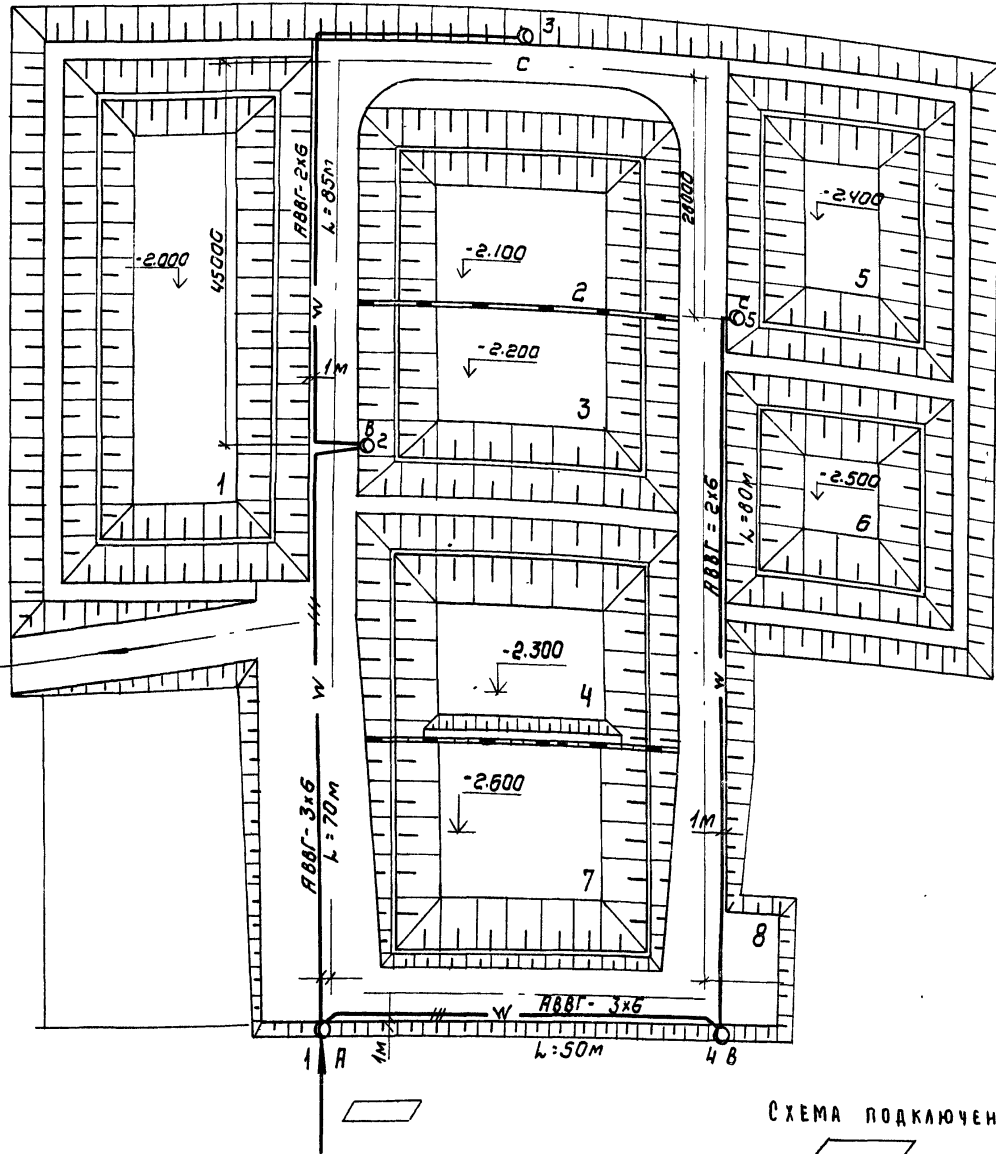 3
С
АВВГ-2х6
L=85м
28000
-2.400
-2.000
45000
-2.100
5
2
Г
5
-2.200
W
1м
3
В
2
1
-2.500
АВВГ=2х6
L=80м
6
-2.300
W
W
4
АВВГ-3х6
L=70м
-2.600
1м
7
8
АВВГ- 3х6
W
1 А
1м
L=50м
4 В
СХЕМА ПОДКЛЮЧЕН